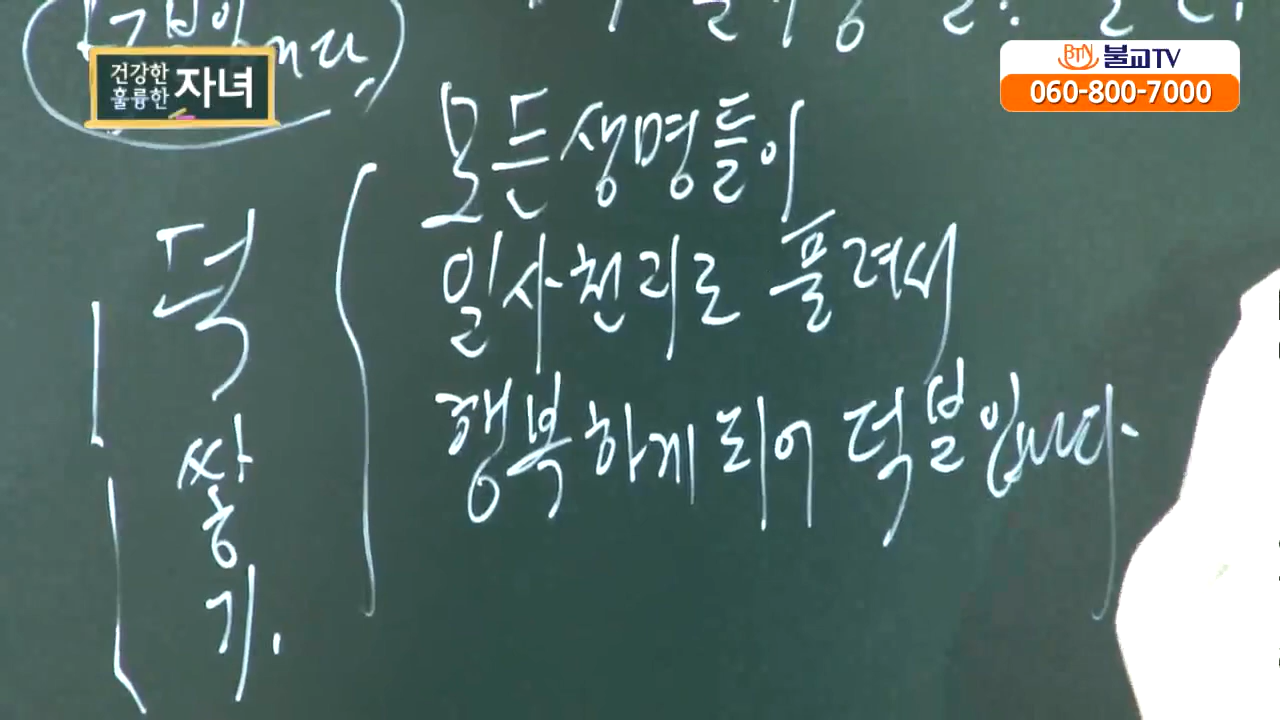 건강한
훌륭한 자녀
BTN 불교TV
060-800-7000
모든 생명들이
일사천리로 풀려서
행복하게 되어 덕분입니다
덕
쌓
기.